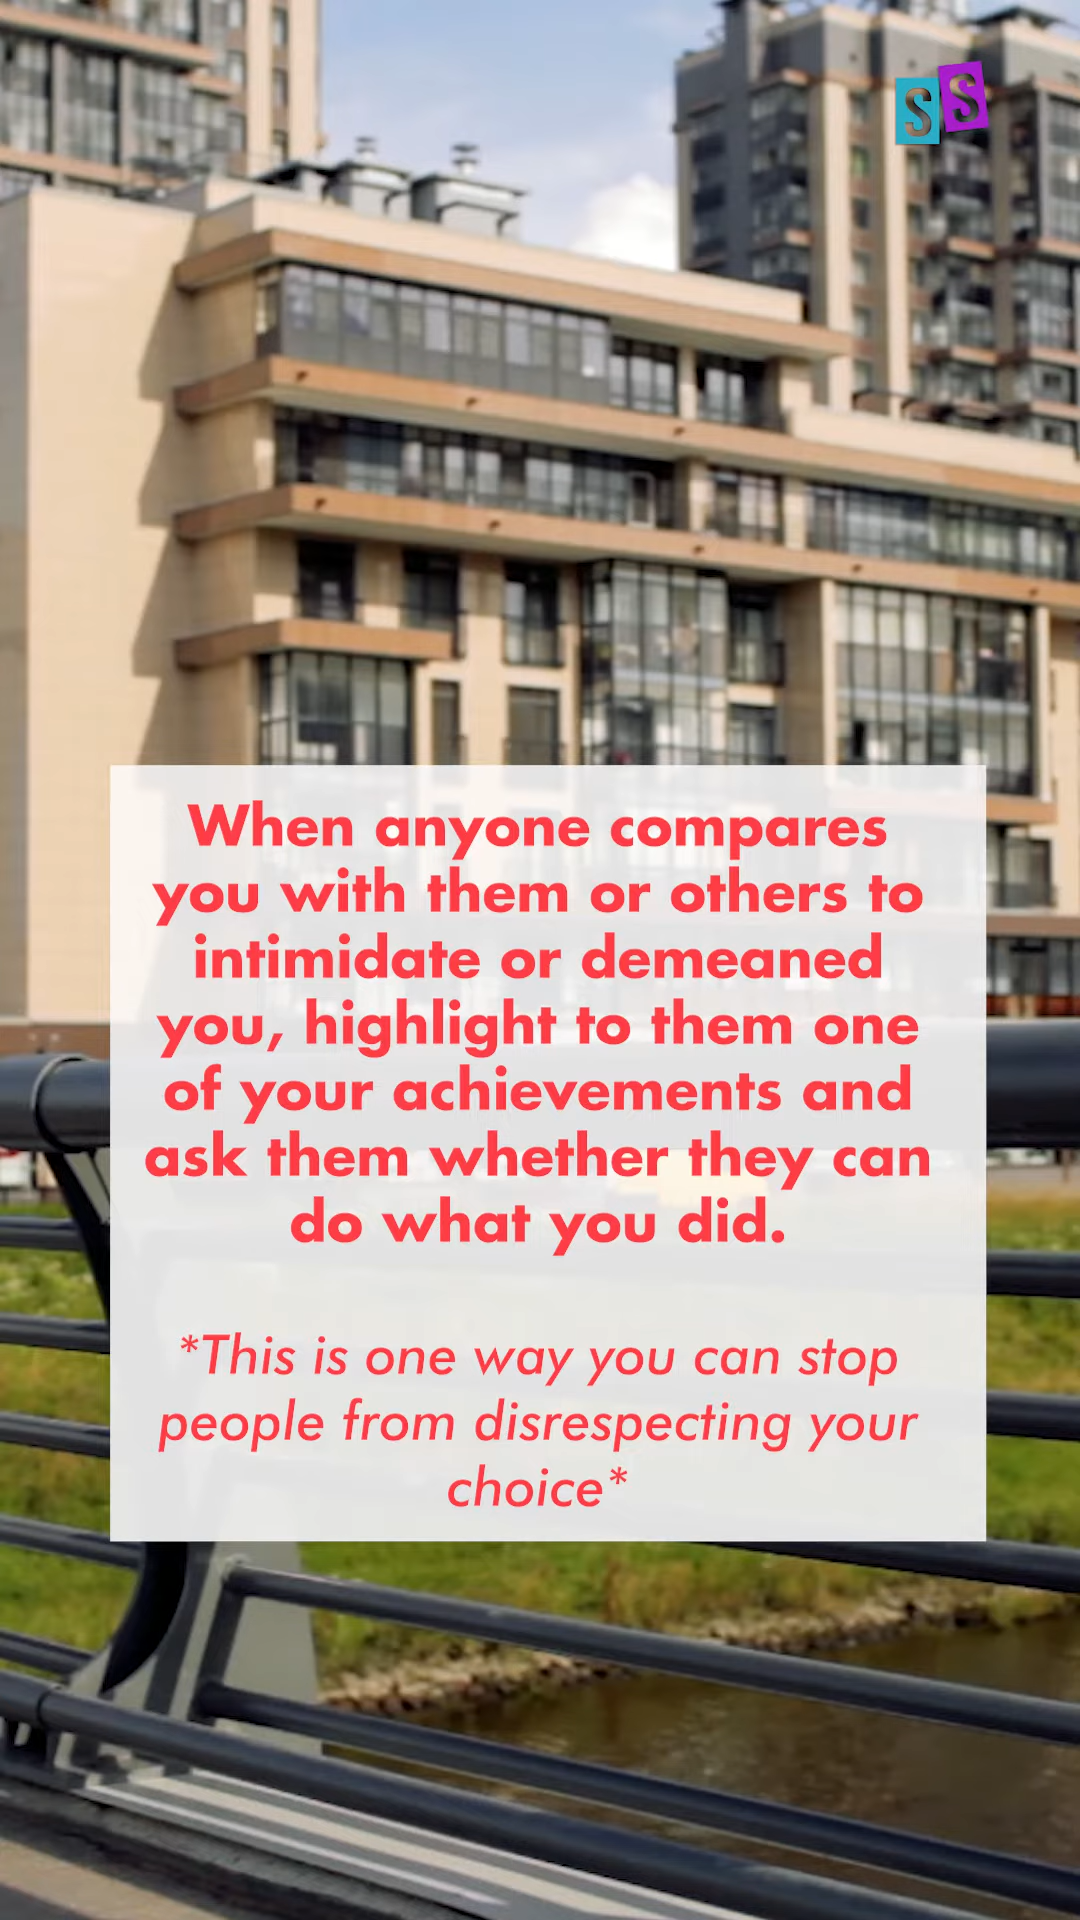 SS
When anyone compares
you with them or others to
intimidate or demeaned
you, highlight to them one
of your achievements and
ask them whether they can
do what you did.
*This is one way you can stop
people from disrespecting your
choice*